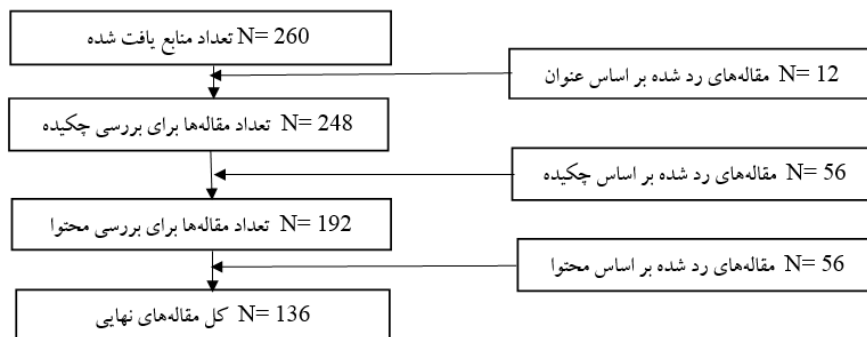 تعداد منابع یافت شده N= 260
مقاله‌های رد شده بر اساس عنوان N= 12
تعداد مقاله‌ها برای بررسی چکیده N= 248
مقاله‌های رد شده بر اساس چکیده N= 56
تعداد مقاله‌ها برای بررسی محتوا N= 192
مقاله‌های رد شده بر اساس محتوا N= 56
کل مقاله‌های نهایی N= 136